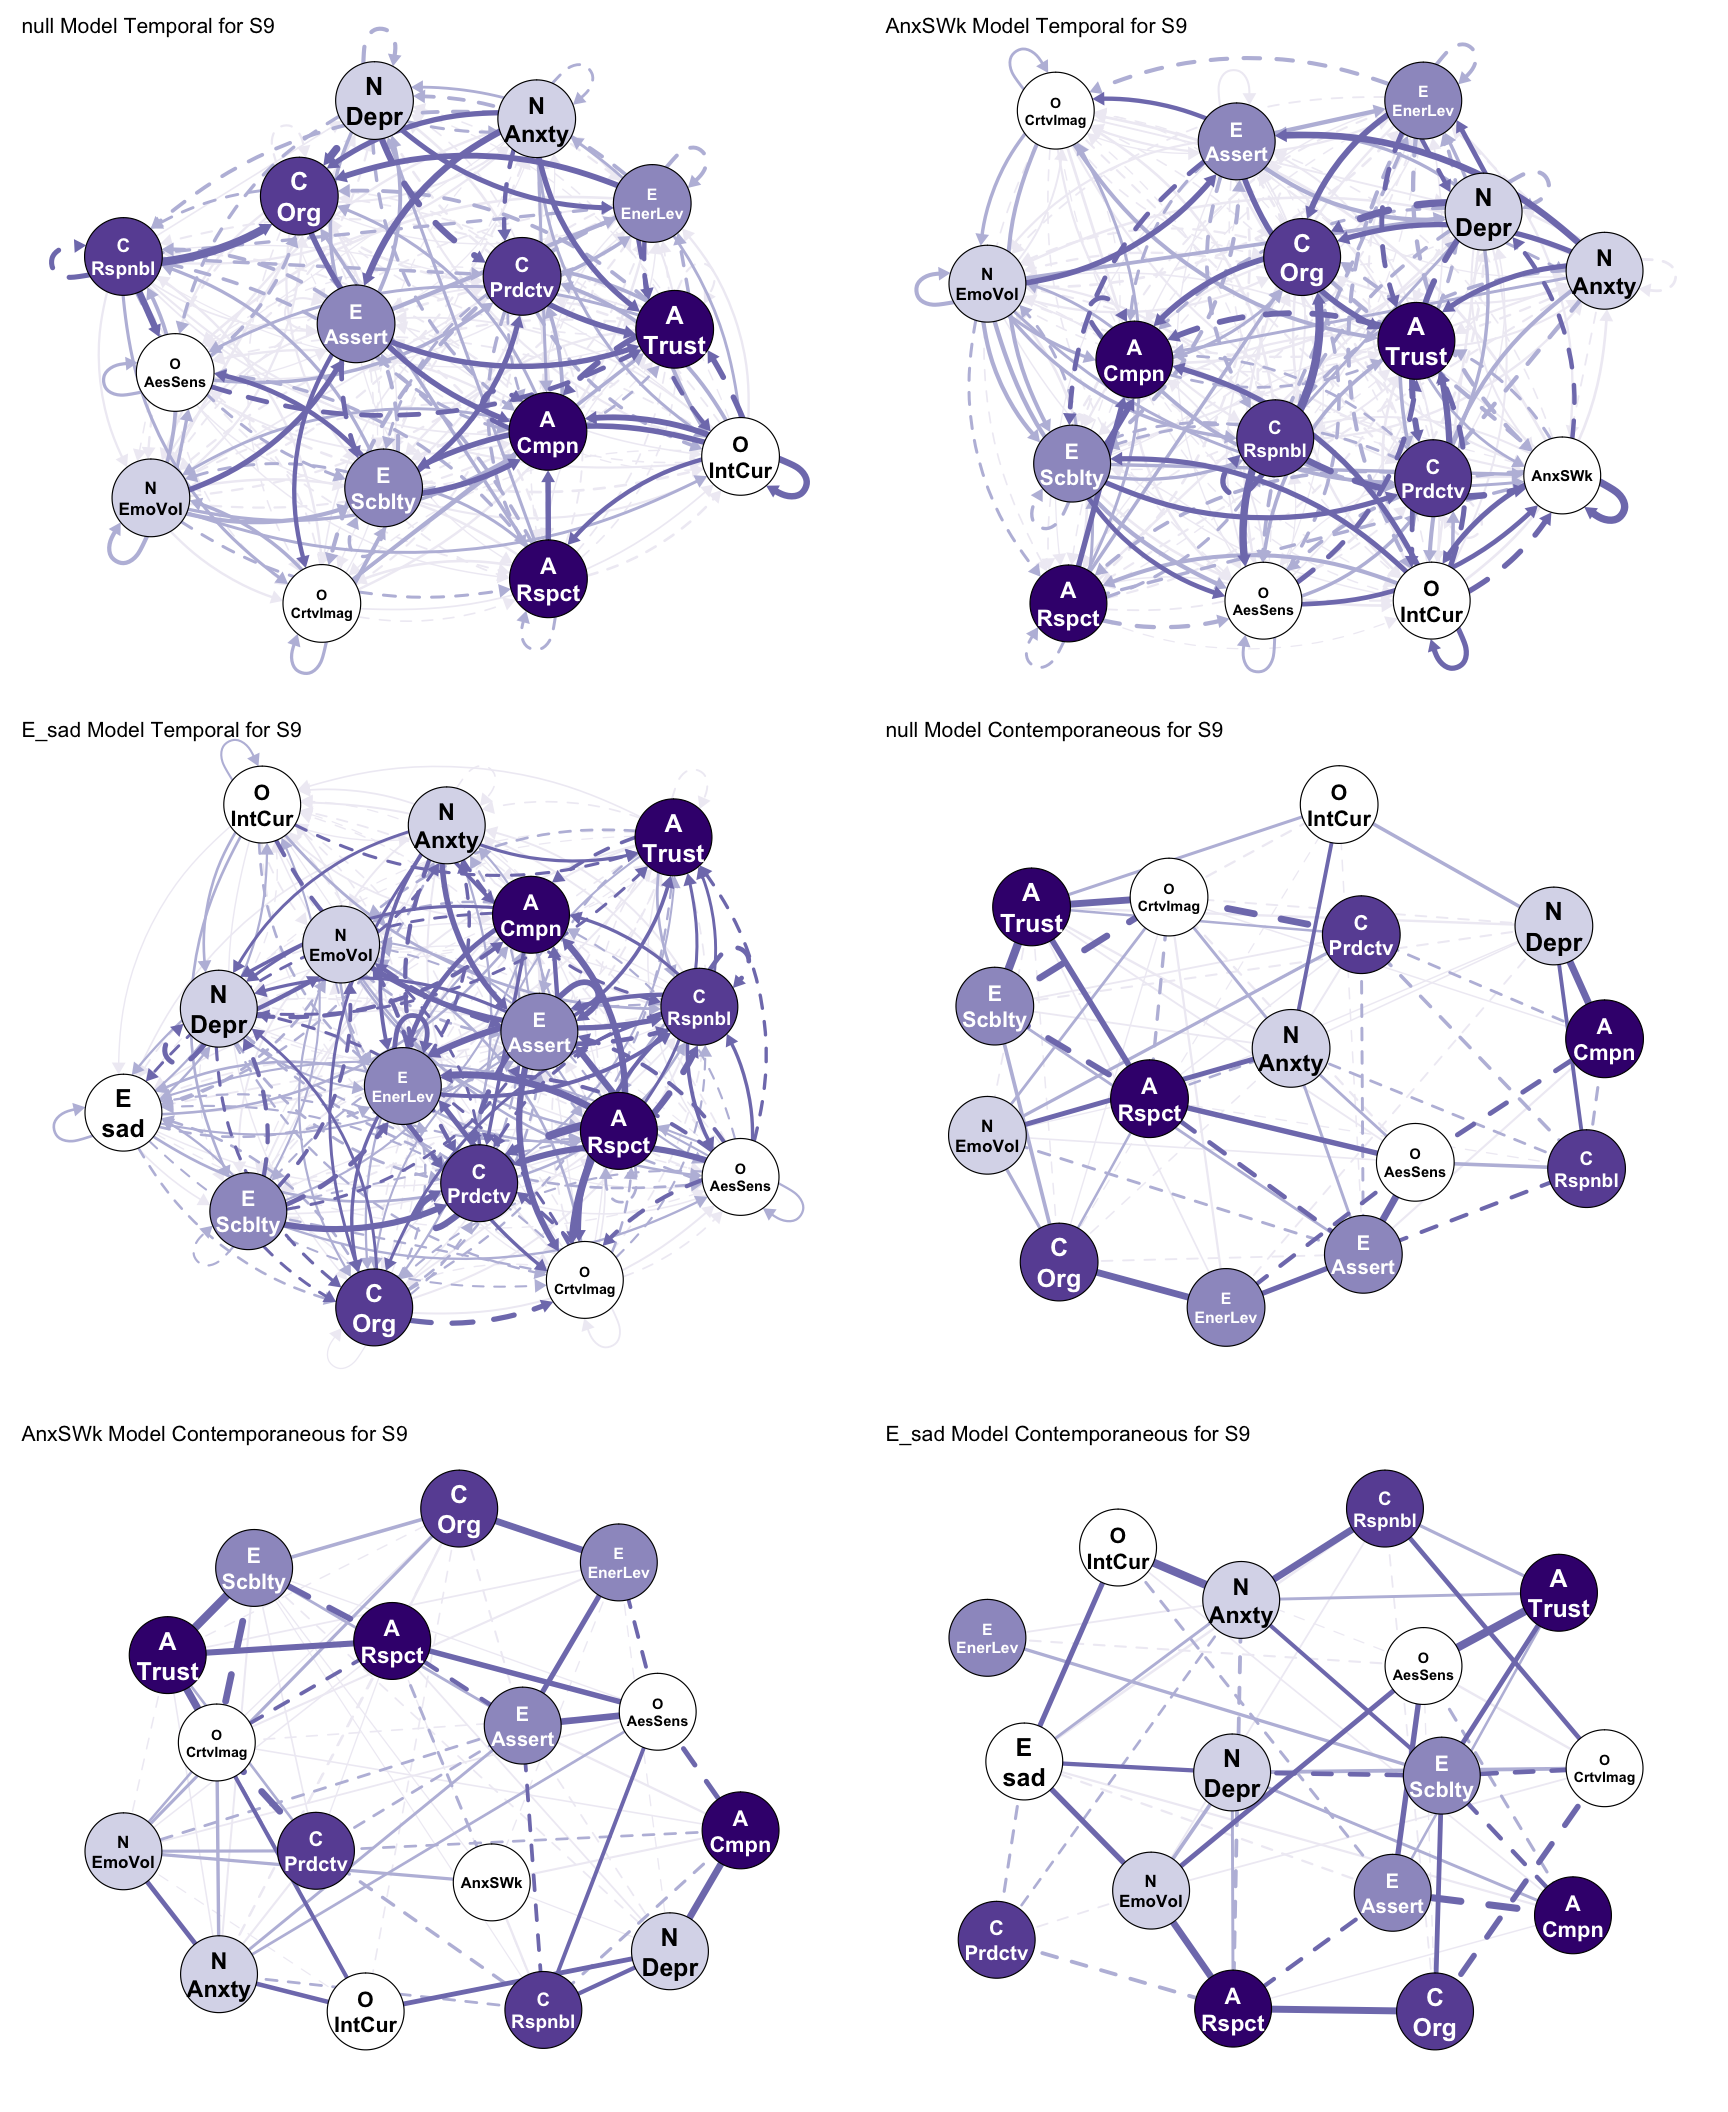 null Model Temporal for S9
N
Depr
N
Anxty
C
Org
E
EnerLev
C
Rspnbl
C
Prdctv
E
Assert
A
Trust
O
AesSens
A
Cmpn
O
IntCur
N
EmoVol
E
Scblty
A
Rspct
O
CrtvImag
AnxSWk Model Temporal for S9
O
CrtvImag
E
EnerLev
E
Assert
N
Depr
C
Org
N
Anxty
N
EmoVol
A
Cmpn
A
Trust
C
Rspnbl
E
Scblty
C
Prdctv
AnxSWk
A
Rspct
O
AesSens
O
IntCur
E_sad Model Temporal for S9
O
IntCur
N
Anxty
A
Trust
A
Cmpn
N
EmoVol
N
Depr
E
Assert
C
Rspnbl
E
EnerLev
E
sad
A
Rspct
C
Prdctv
O
AesSens
E
Scblty
O
CrtvImag
C
Org
null Model Contemporaneous for S9
O
IntCur
A
Trust
O
CrtvImag
C
Prdctv
N
Depr
E
Scblty
N
Anxty
A
Cmpn
A
Rspct
N
EmoVol
O
AesSens
C
Rspnbl
C
Org
E
Assert
E
EnerLev
AnxSWk Model Contemporaneous for S9
C
Org
E
Scblty
E
EnerLev
A
Trust
A
Rspct
O
AesSens
O
CrtvImag
E
Assert
N
EmoVol
C
Prdctv
A
Cmpn
AnxSWk
N
Anxty
N
Depr
O
IntCur
C
Rspnbl
E_sad Model Contemporaneous for S9
C
Rspnbl
O
IntCur
N
Anxty
A
Trust
E
EnerLev
O
AesSens
E
sad
N
Depr
E
Scblty
O
CrtvImag
N
EmoVol
E
Assert
A
Cmpn
C
Prdctv
A
Rspct
C
Org